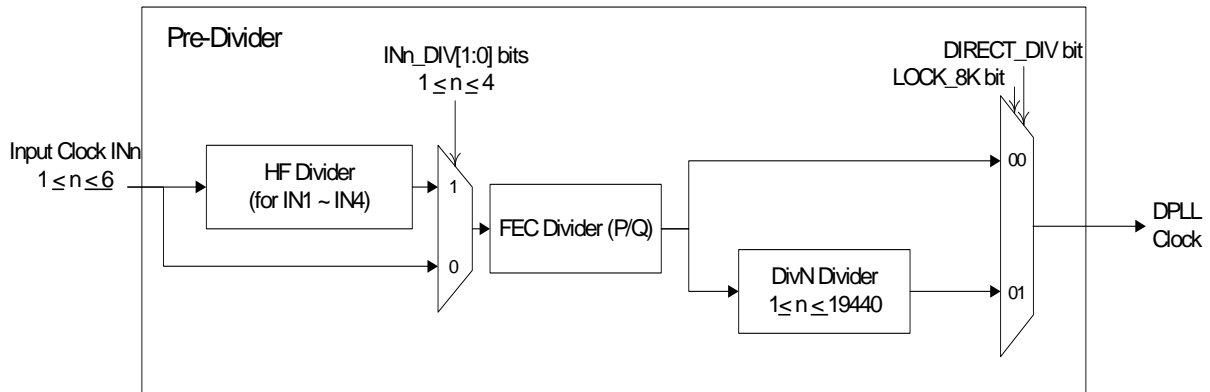 Pre-Divider
INn_DIV[1:0] bits
1 ≤ n ≤ 4
DIRECT_DIV bit
LOCK_8K bit
Input Clock INn
1 ≤ n ≤ 6
HF Divider
(for IN1 ~ IN4)
1
0
FEC Divider (P/Q)
00
DivN Divider
1≤ n ≤ 19440
01
DPLL
Clock